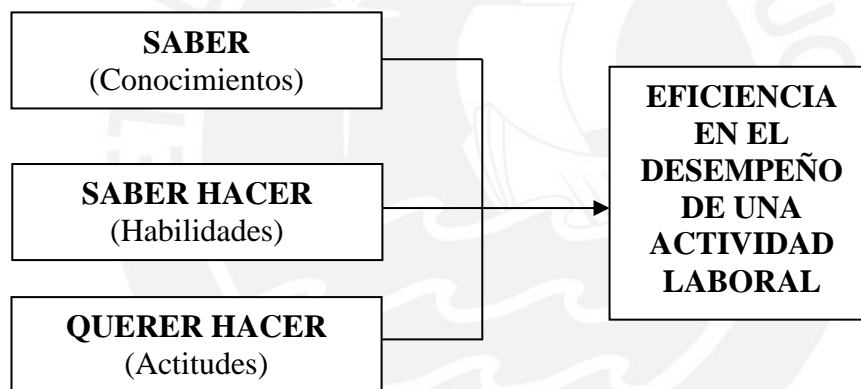 SABER
(Conocimientos)
SABER HACER
(Habilidades)
QUERER HACER
(Actitudes)
EFICIENCIA
EN EL
DESEMPEÑO
DE UNA
ACTIVIDAD
LABORAL